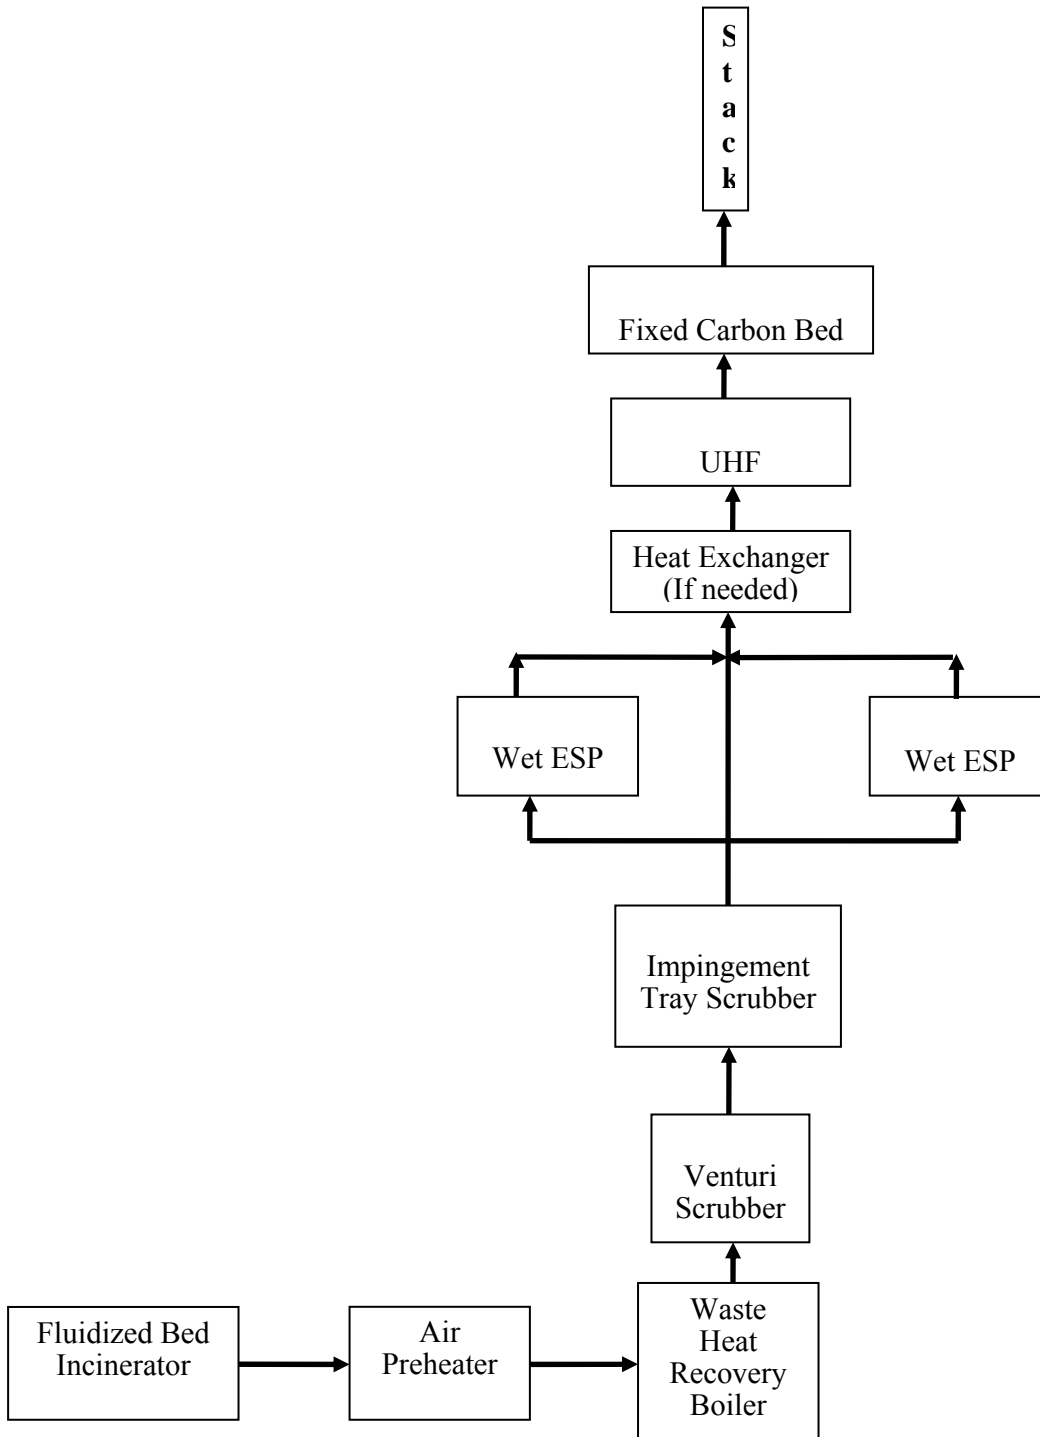 Stack
Fixed Carbon Bed
UHF
Heat Exchanger
(If needed)
Wet ESP
Wet ESP
Impingement
Tray Scrubber
Venturi
Scrubber
Fluidized Bed
Incinerator
Air
Preheater
Waste
Heat
Recovery
Boiler